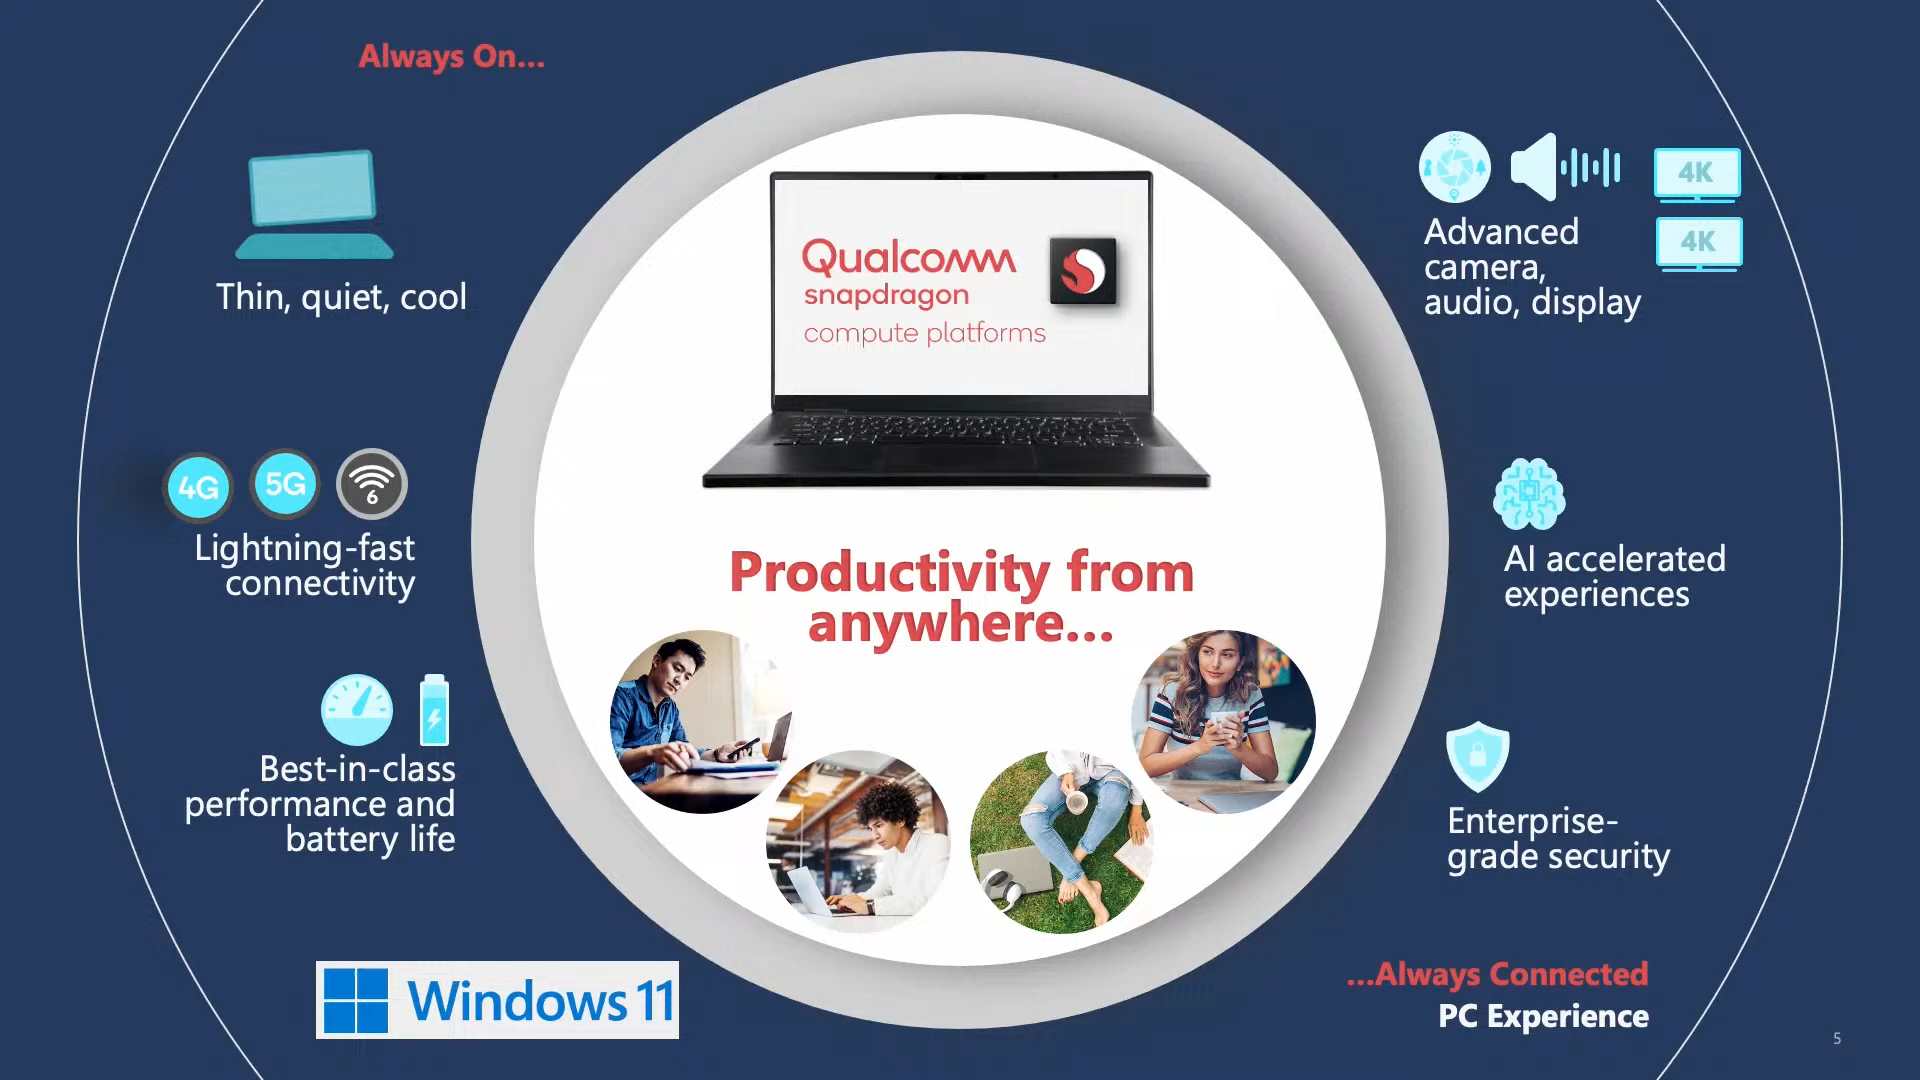 Always On...
Thin, quiet, cool
4G
5G
6
Lightning-fast
connectivity
Best-in-class
performance and
battery life
Windows 11
Qualcomm
snapdragon
compute platforms
Productivity from
anywhere...
4K
4K
Advanced
camera,
audio, display
AI accelerated
experiences
Enterprise-
grade security
...Always Connected
PC Experience
5